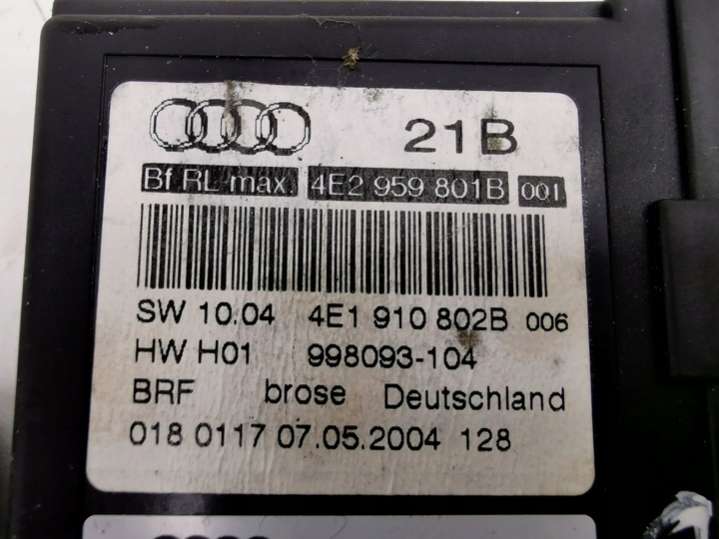 21B
Bf RL max. 4E2 959 801B 001
SW 10.04 4E1 910 802B 006
HW H01 998093-104
BRF brose Deutschland
018 0117 07.05.2004 128